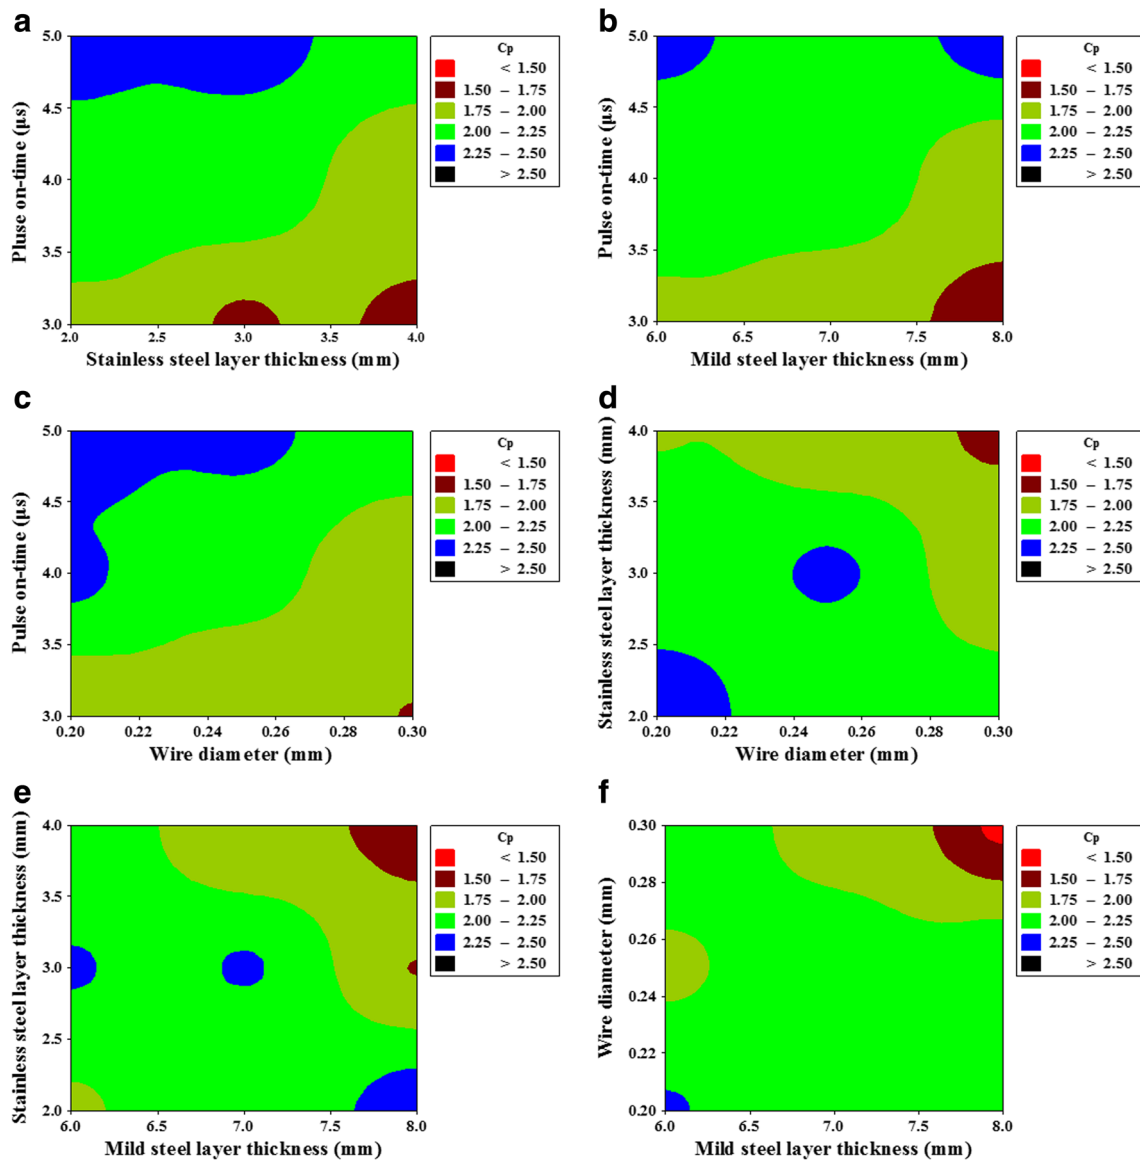 a
Pluse on-time (µs)
5.0
4.5
4.0
3.5
3.0
2.0 2.5 3.0 3.5 4.0
Stainless steel layer thickness (mm)
Cp
< 1.50
1.50 – 1.75
1.75 – 2.00
2.00 – 2.25
2.25 – 2.50
> 2.50
b
Pulse on-time (µs)
5.0
4.5
4.0
3.5
3.0
6.0 6.5 7.0 7.5 8.0
Mild steel layer thickness (mm)
Cp
< 1.50
1.50 – 1.75
1.75 – 2.00
2.00 – 2.25
2.25 – 2.50
> 2.50
c
Pulse on-time (µs)
5.0
4.5
4.0
3.5
3.0
0.20 0.22 0.24 0.26 0.28 0.30
Wire diameter (mm)
Cp
< 1.50
1.50 – 1.75
1.75 – 2.00
2.00 – 2.25
2.25 – 2.50
> 2.50
d
Stainless steel layer thickness (mm)
4.0
3.5
3.0
2.5
2.0
0.20 0.22 0.24 0.26 0.28 0.30
Wire diameter (mm)
Cp
< 1.50
1.50 – 1.75
1.75 – 2.00
2.00 – 2.25
2.25 – 2.50
> 2.50
e
Stainless steel layer thickness (mm)
4.0
3.5
3.0
2.5
2.0
6.0 6.5 7.0 7.5 8.0
Mild steel layer thickness (mm)
Cp
< 1.50
1.50 – 1.75
1.75 – 2.00
2.00 – 2.25
2.25 – 2.50
> 2.50
f
Wire diameter (mm)
0.30
0.28
0.26
0.24
0.22
0.20
6.0 6.5 7.0 7.5 8.0
Mild steel layer thickness (mm)
Cp
< 1.50
1.50 – 1.75
1.75 – 2.00
2.00 – 2.25
2.25 – 2.50
> 2.50